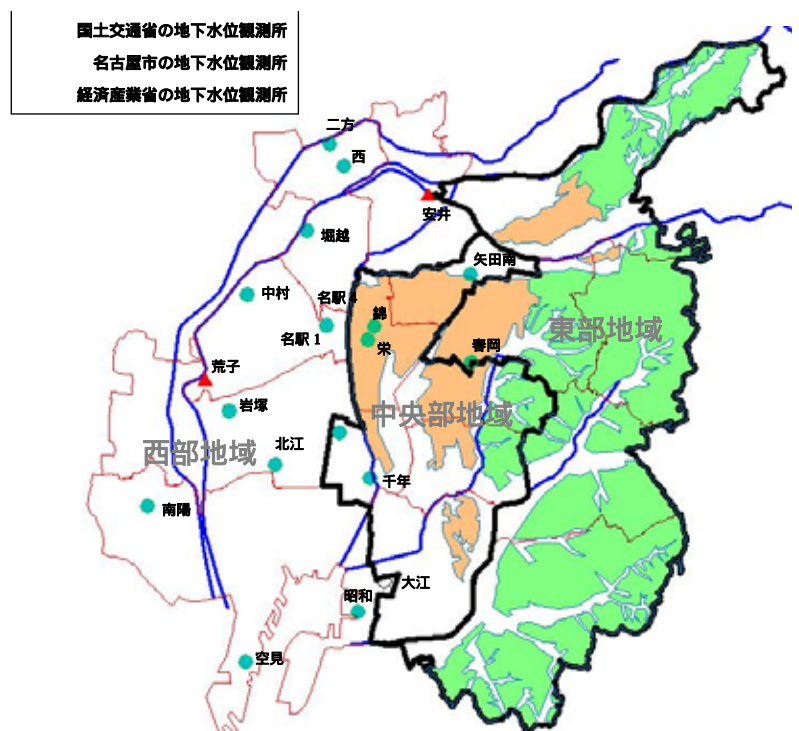 国土交通省の地下水位観測所
名古屋市の地下水位観測所
経済産業省の地下水位観測所
二方
西
安井
堀越
矢田南
中村
名駅4
錦
名駅1
栄
春岡
東部地域
荒子
岩塚
中央部地域
北江
西部地域
千年
南陽
大江
昭和
空見